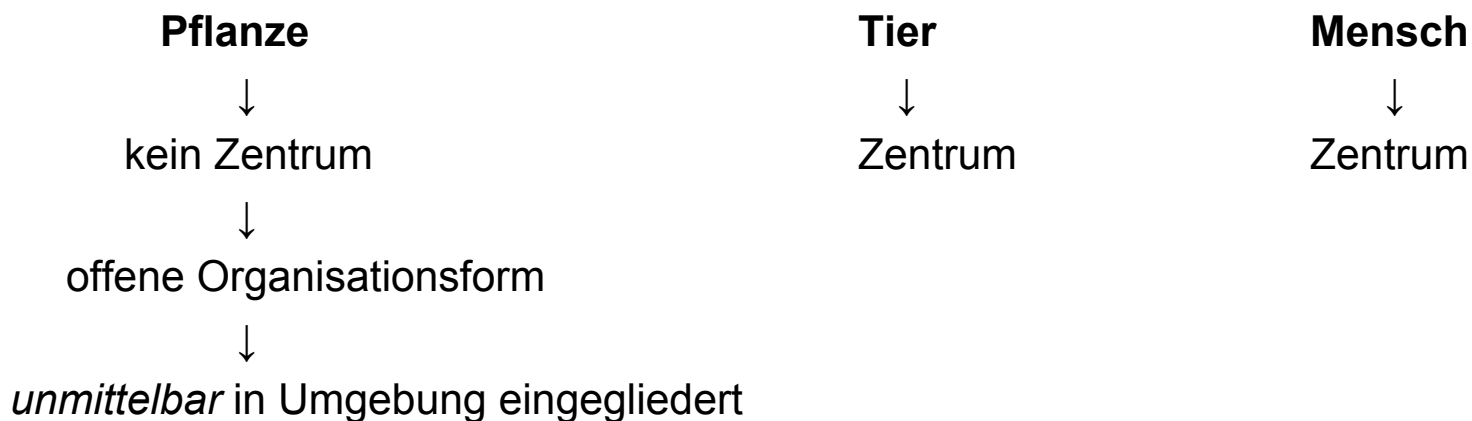 Pflanze Tier Mensch
↓ ↓ ↓
kein Zentrum Zentrum Zentrum
↓
offene Organisationsform
↓
unmittelbar in Umgebung eingegliedert